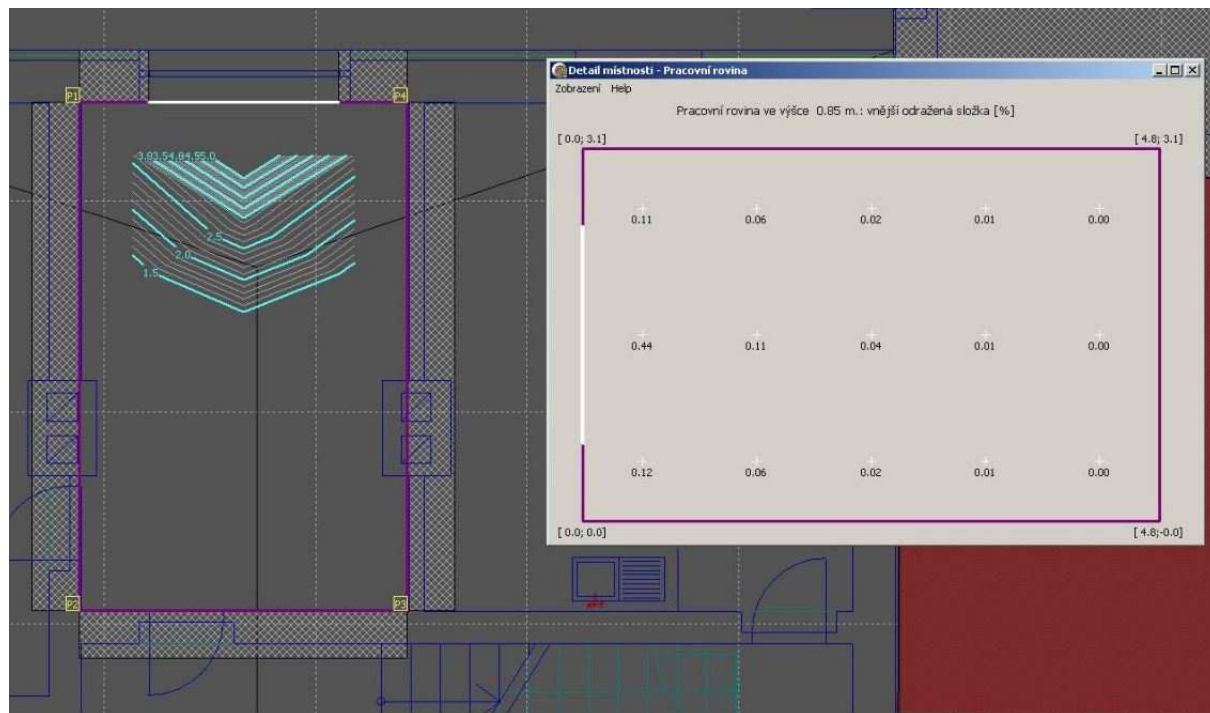 Detail místnosti - Pracovní rovina
Zobrazení Help
Pracovní rovina ve výšce 0.85 m.: vnější odražená složka [%]
[ 0.0; 3.1] [ 4.8; 3.1]
0.11 0.06 0.02 0.01 0.00
0.44 0.11 0.04 0.01 0.00
0.12 0.06 0.02 0.01 0.00
[ 0.0; 0.0] [ 4.8;-0.0]
P1 P4
3.03.54.04.55.0
2.5
2.0
1.5
P2 P3